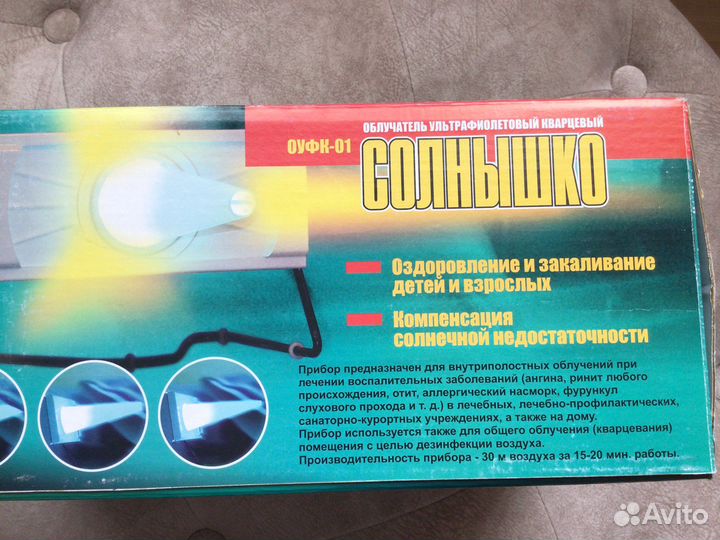 ОБЛУЧАТЕЛЬ УЛЬТРАФИОЛЕТОВЫЙ КВАРЦЕВЫЙ
ОУФК-01
СОЛНЫШКО
Оздоровление и закаливание
детей и взрослых
Компенсация
солнечной недостаточности
Прибор предназначен для внутриполостных облучений при
лечении воспалительных заболеваний (ангина, ринит любого
происхождения, отит, аллергический насморк, фурункул
слухового прохода и т. д.) в лечебных, лечебно-профилактических,
санаторно-курортных учреждениях, а также на дому.
Прибор используется также для общего облучения (кварцевания)
помещения с целью дезинфекции воздуха.
Производительность прибора - 30 м воздуха за 15-20 мин. работы.
Avito